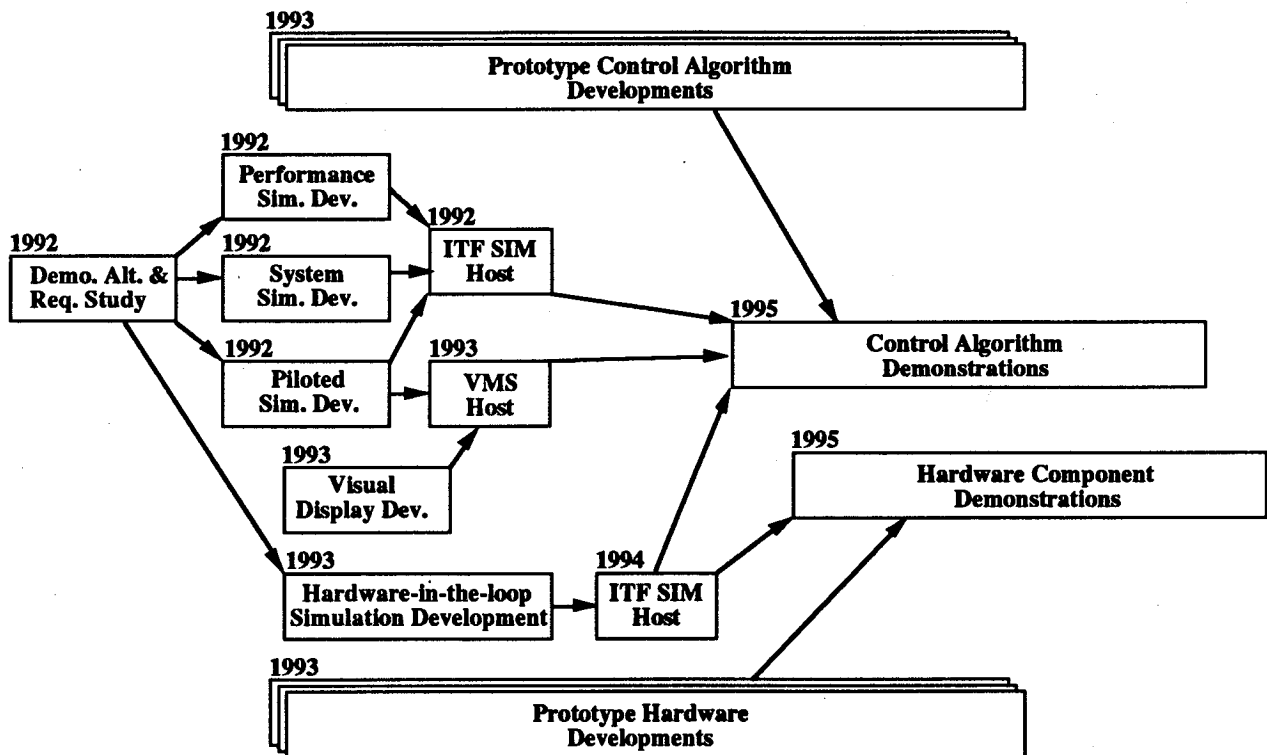 1993
Prototype Control Algorithm
Developments
1992
Performance
Sim. Dev.
1992
ITF SIM
Host
1992
Demo. Alt. &
Req. Study
1992
System
Sim. Dev.
1995
Control Algorithm
Demonstrations
1992
Piloted
Sim. Dev.
1993
VMS
Host
1993
Visual
Display Dev.
1995
Hardware Component
Demonstrations
1993
Hardware-in-the-loop
Simulation Development
1994
ITF SIM
Host
1993
Prototype Hardware
Developments